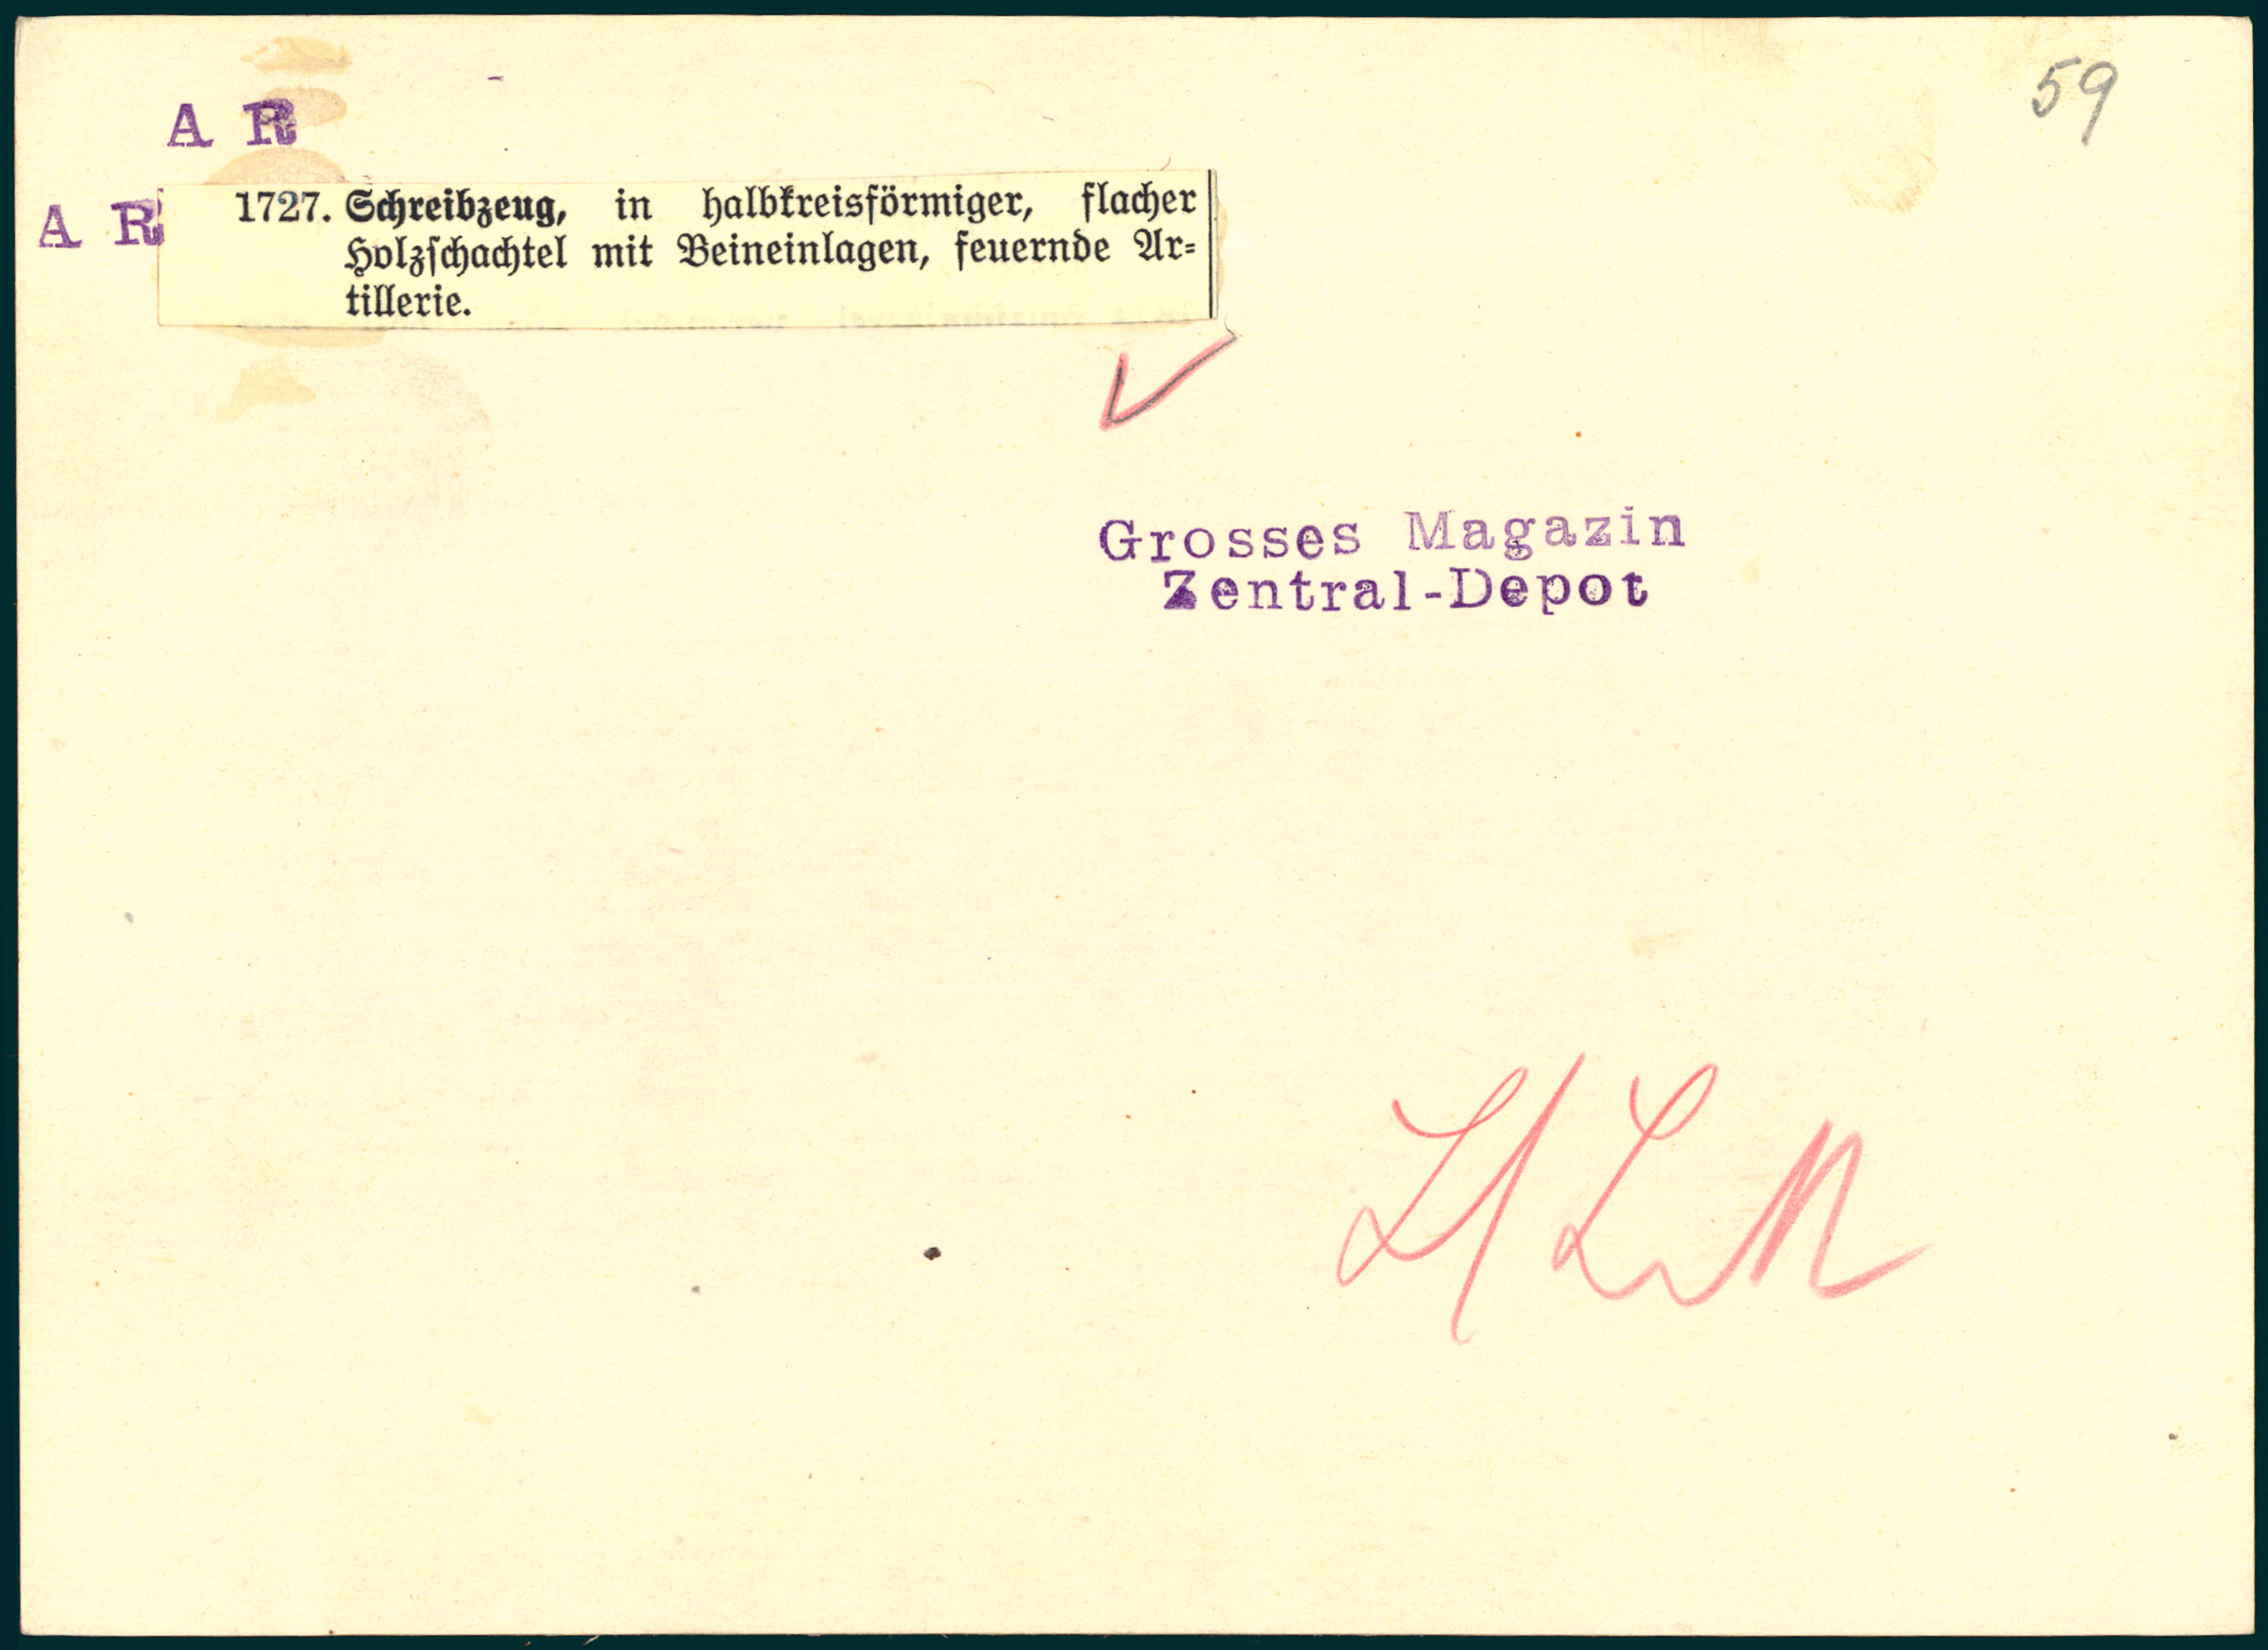 59
A R
A R
1727. Schreibzeug, in halbkreisförmiger, flacher
Holzschachtel mit Beineinlagen, feuernde Ar-
tillerie.
Grosses Magazin
Zentral-Depot